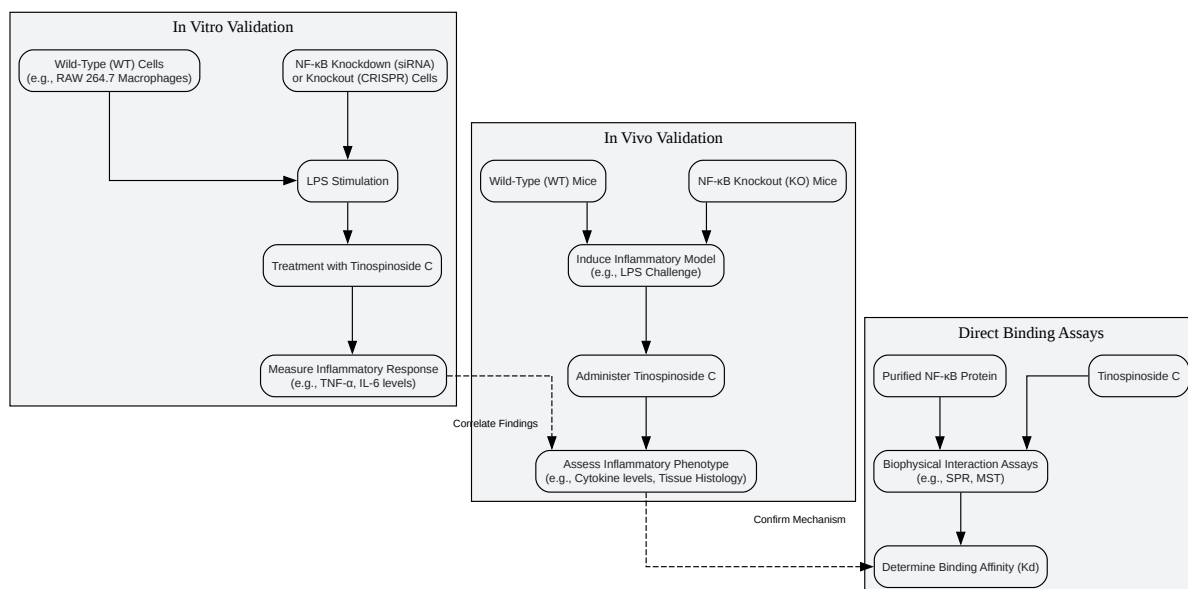 In Vitro Validation
Wild-Type (WT) Cells
(e.g., RAW 264.7 Macrophages)
NF-κB Knockdown (siRNA)
or Knockout (CRISPR) Cells
LPS Stimulation
Treatment with Tinospinoside C
Measure Inflammatory Response
(e.g., TNF-α, IL-6 levels)
Correlate Findings
In Vivo Validation
Wild-Type (WT) Mice
NF-κB Knockout (KO) Mice
Induce Inflammatory Model
(e.g., LPS Challenge)
Administer Tinospinoside C
Assess Inflammatory Phenotype
(e.g., Cytokine levels, Tissue Histology)
Confirm Mechanism
Direct Binding Assays
Purified NF-κB Protein
Tinospinoside C
Biophysical Interaction Assays
(e.g., SPR, MST)
Determine Binding Affinity (Kd)